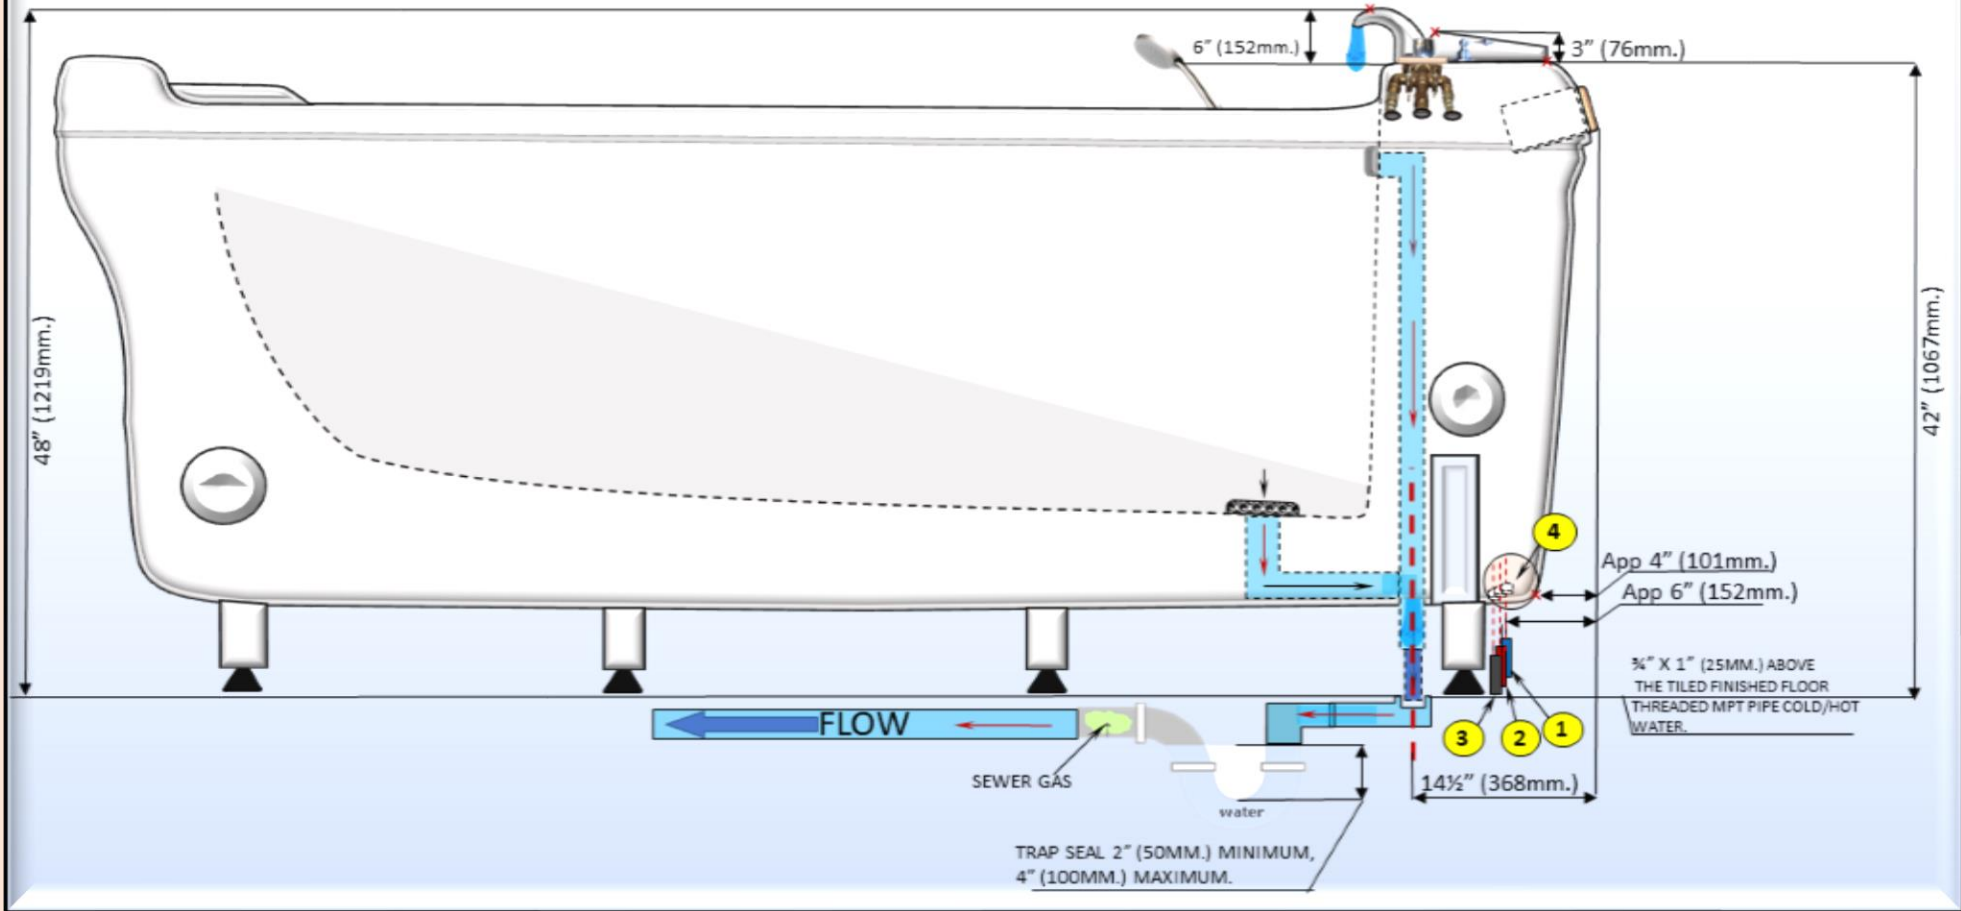 6” (152mm.)
3” (76mm.)
48” (1219mm.)
42” (1067mm.)
4
App 4” (101mm.)
App 6” (152mm.)
¾” X 1” (25MM.) ABOVE
THE TILED FINISHED FLOOR
THREADED MPT PIPE COLD/HOT
WATER.
FLOW
3
2
1
SEWER GAS
14½” (368mm.)
water
TRAP SEAL 2” (50MM.) MINIMUM,
4” (100MM.) MAXIMUM.